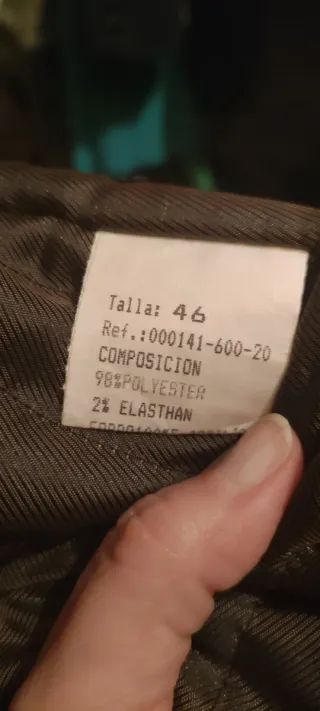 Talla: 46
Ref.:000141-600-20
COMPOSICION
98%POLYESTER
2% ELASTHAN